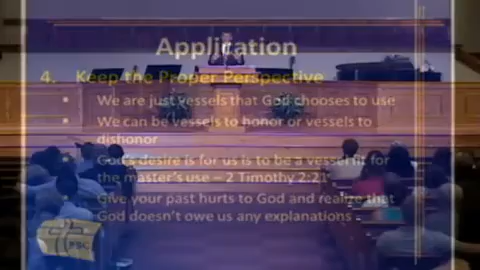 Application
4. Keep the Proper Perspective
▪ We are just vessels that God chooses to use
▪ We can be vessels to honor or vessels to
dishonor
▪ God's desire is for us is to be a vessel fit for
the master's use – 2 Timothy 2:21
▪ Give your past hurts to God and realize that
God doesn't owe us any explanations
PBC